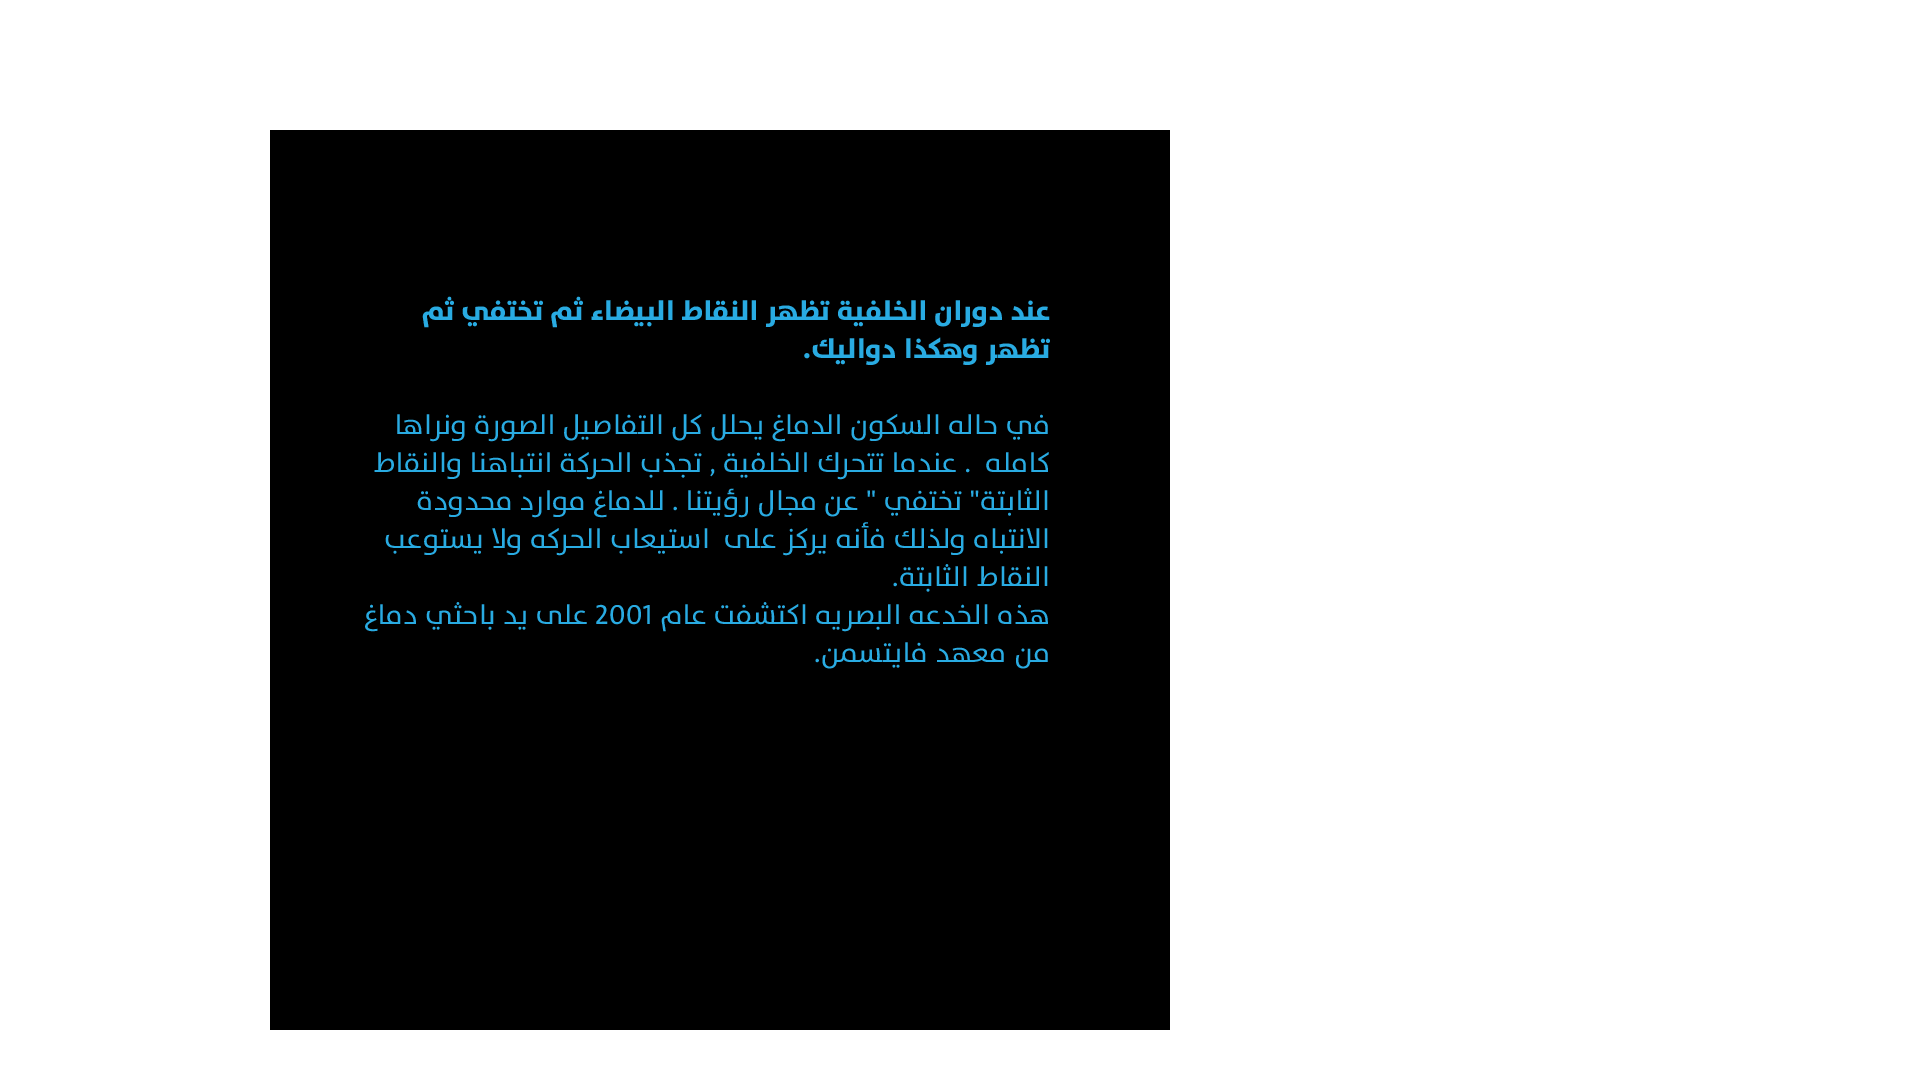 عند دوران الخلفية تظهر النقاط البيضاء ثم تختفي ثم
تظهر وهكذا دواليك.
في حاله السكون الدماغ يحلل كل التفاصيل الصورة ونراها
كامله . عندما تتحرك الخلفية , تجذب الحركة انتباهنا والنقاط
الثابتة" تختفي " عن مجال رؤيتنا . للدماغ موارد محدودة
الانتباه ولذلك فأنه يركز على استيعاب الحركه ولا يستوعب
النقاط الثابتة.
هذه الخدعه البصريه اكتشفت عام 2001 على يد باحثي دماغ
من معهد فايتسمن.